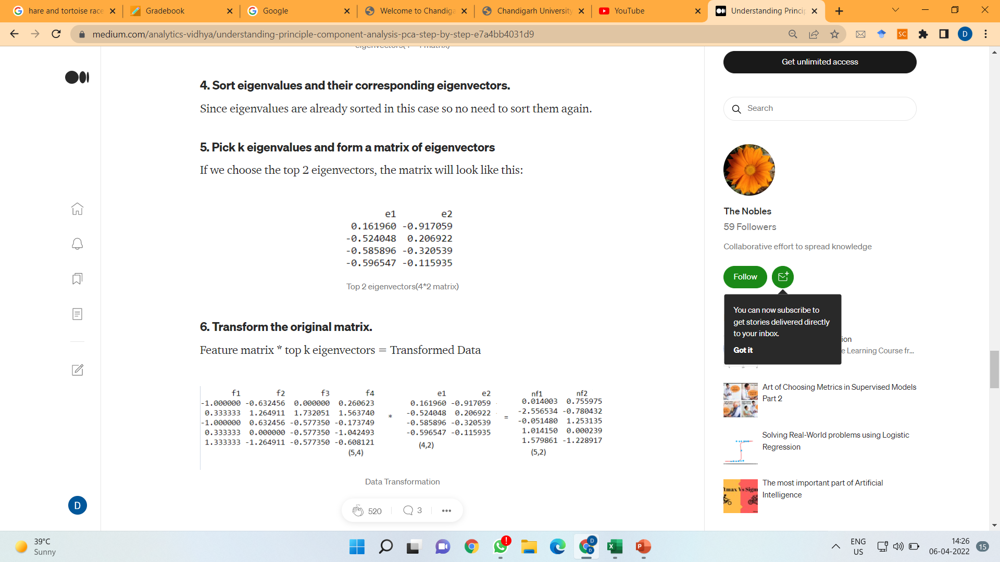 hare and tortoise race
Gradebook
Google
Welcome to Chandiga
Chandigarh University
YouTube
Understanding Princip
medium.com/analytics-vidhya/understanding-principle-component-analysis-pca-step-by-step-e7a4bb4031d9
SC
D
4. Sort eigenvalues and their corresponding eigenvectors.
Since eigenvalues are already sorted in this case so no need to sort them again.
5. Pick k eigenvalues and form a matrix of eigenvectors
If we choose the top 2 eigenvectors, the matrix will look like this:
e1 e2
0.161960 -0.917059
-0.524048 0.206922
-0.585896 -0.320539
-0.596547 -0.115935
Top 2 eigenvectors(4*2 matrix)
6. Transform the original matrix.
Feature matrix * top k eigenvectors = Transformed Data
f1 f2 f3 f4
-1.000000 -0.632456 0.000000 0.260623
0.333333 1.264911 1.732051 1.563740
-1.000000 0.632456 -0.577350 -0.173749
0.333333 0.000000 -0.577350 -1.042493
1.333333 -1.264911 -0.577350 -0.608121
(5,4)
*
e1 e2
0.161960 -0.917059
-0.524048 0.206922
-0.585896 -0.320539
-0.596547 -0.115935
(4,2)
=
nf1 nf2
0.014003 0.755975
-2.556534 -0.780432
-0.051480 1.253135
1.014150 0.000239
1.579861 -1.228917
(5,2)
Data Transformation
520
3
D
Get unlimited access
Search
The Nobles
59 Followers
Collaborative effort to spread knowledge
Follow
You can now subscribe to
get stories delivered directly
to your inbox.
Got it
ion
e Learning Course fr...
Art of Choosing Metrics in Supervised Models
Part 2
Solving Real-World problems using Logistic
Regression
The most important part of Artificial
Intelligence
tmax Vs Sigm
39°C
Sunny
ENG
US
14:26
06-04-2022
15